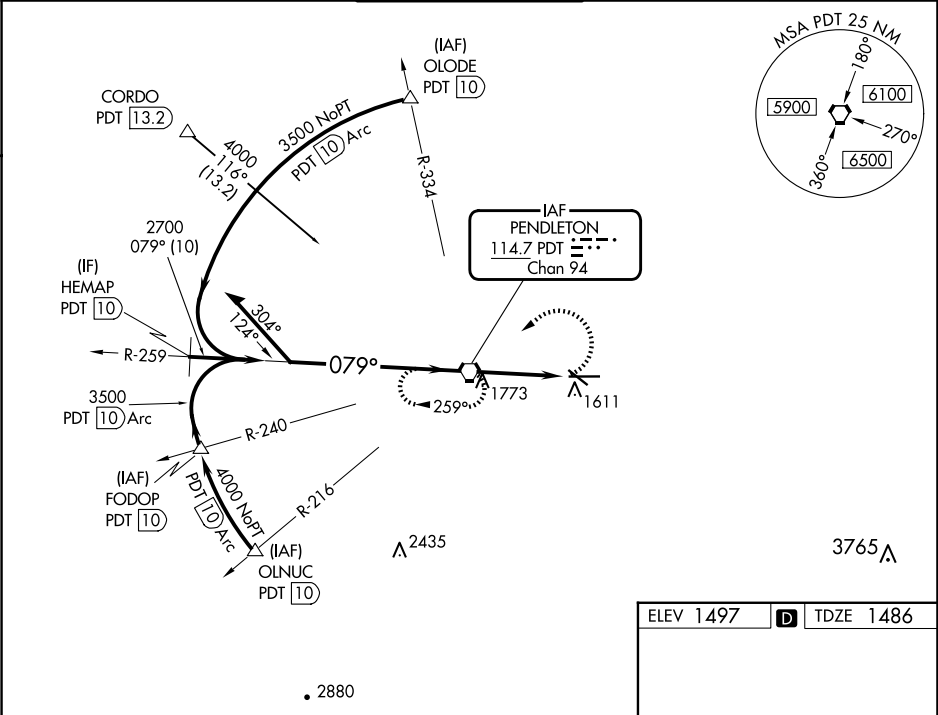 (IAF)
OLODE
PDT 10
CORDO
PDT 13.2
3500 NoPT
PDT 10 Arc
4000
116°
(13.2)
R-334
MSA PDT 25 NM
180°
5900
6100
270°
6500
360°
IAF
PENDLETON
114.7 PDT
Chan 94
2700
079° (10)
(IF)
HEMAP
PDT 10
R-259
304°
124°
079°
259°
1773
1611
3500
PDT 10 Arc
R-240
(IAF)
FODOP
PDT 10
4000 NoPT
PDT 10 Arc
R-216
(IAF)
OLNUC
PDT 10
2435
3765
ELEV 1497 D TDZE 1486
2880